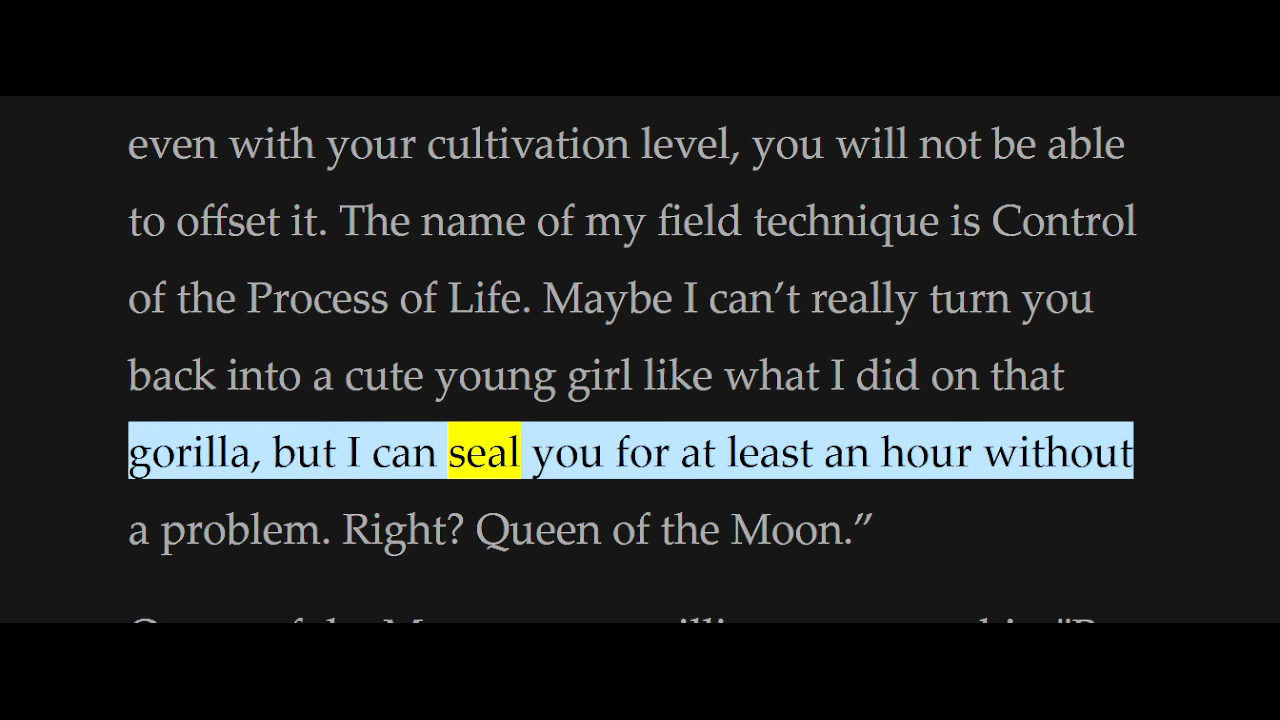 even with your cultivation level, you will not be able
to offset it. The name of my field technique is Control
of the Process of Life. Maybe I can’t really turn you
back into a cute young girl like what I did on that
gorilla, but I can seal you for at least an hour without
a problem. Right? Queen of the Moon.”